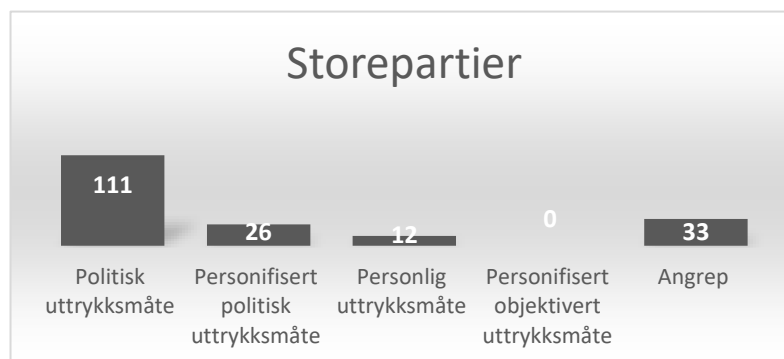 Storepartier
111
26
12
0
33
Politisk
uttrykksmåte
Personifisert
politisk
uttrykksmåte
Personlig
uttrykksmåte
Personifisert
objektivert
uttrykksmåte
Angrep